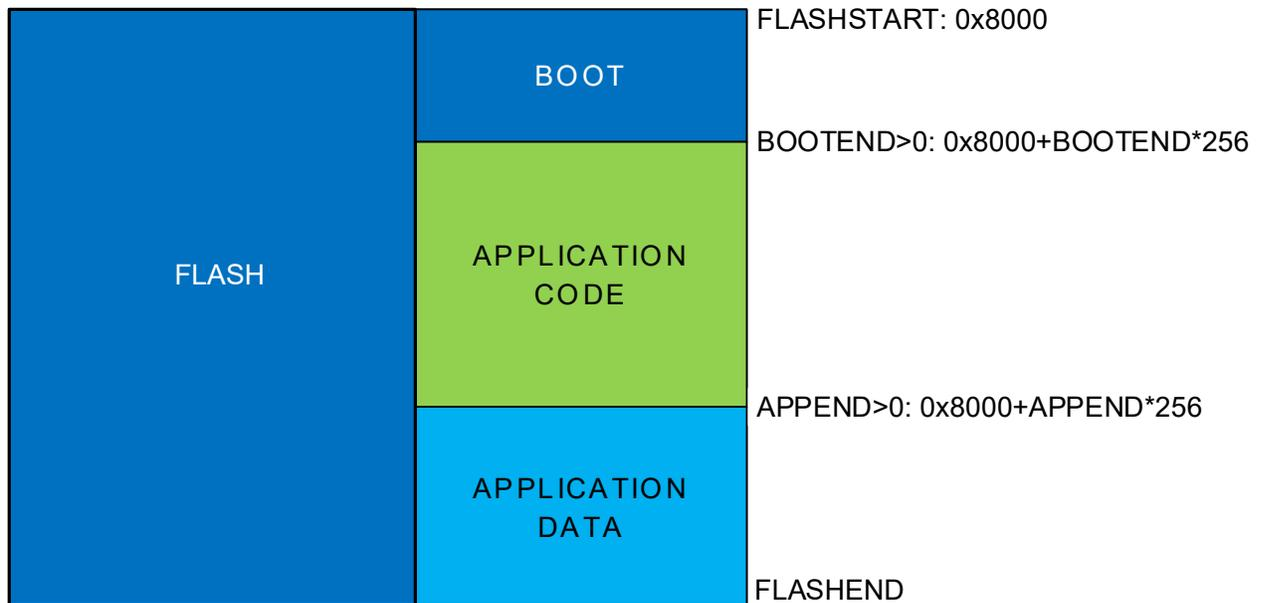 FLASHSTART: 0x8000
BOOT
BOOTEND>0: 0x8000+BOOTEND*256
FLASH
APPLICATION
CODE
APPEND>0: 0x8000+APPEND*256
APPLICATION
DATA
FLASHEND